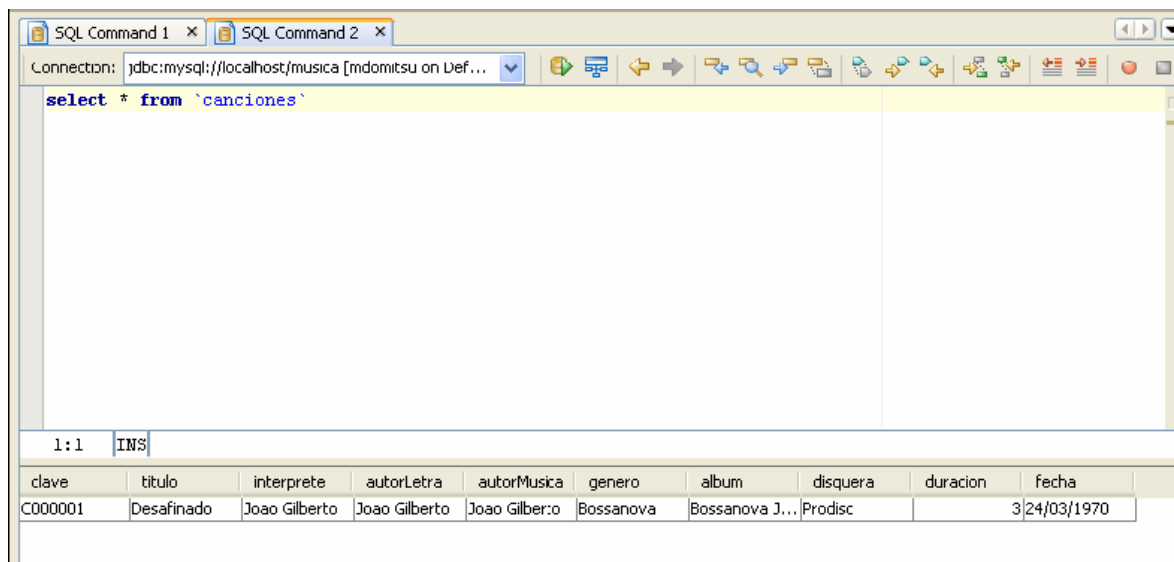 SQL Command 1 × SQL Command 2 ×
Connection: jdbc:mysql://localhost/musica [mdomitsu on Def...
select * from `canciones`
1:1 INS
clave titulo interprete autorLetra autorMusica genero album disquera duracion fecha
C000001 Desafinado Joao Gilberto Joao Gilberto Joao Gilberto Bossanova Bossanova J... Prodisc 3 24/03/1970